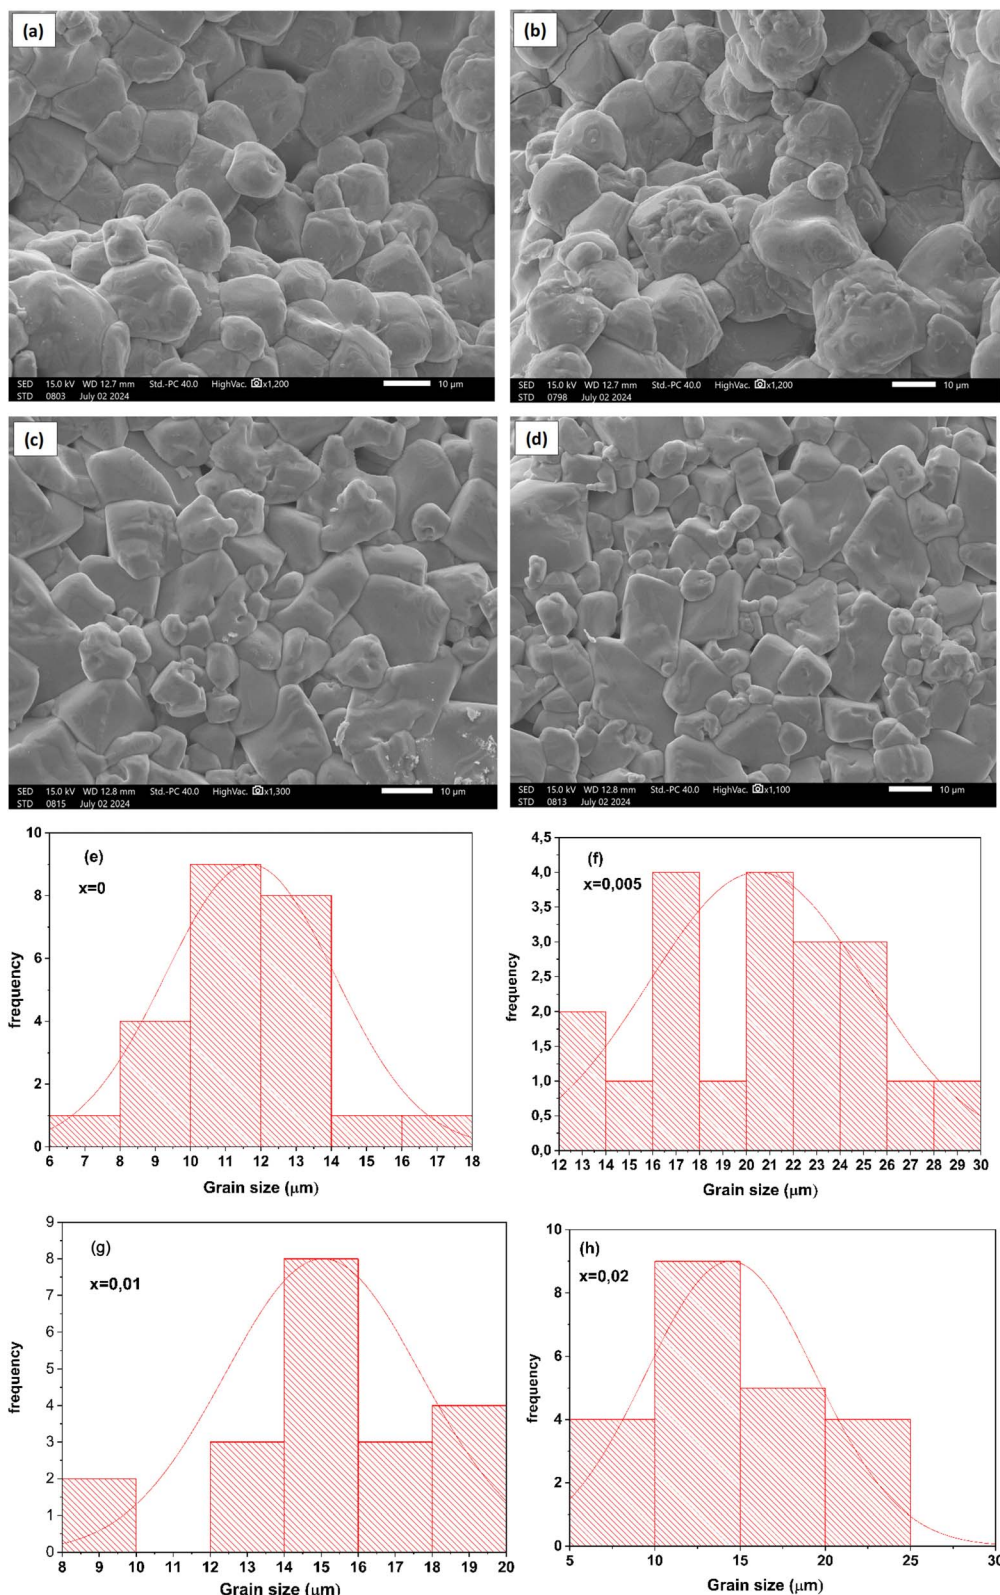 (a)
SED 15.0 kV WD 12.7 mm Std.-PC 40.0 HighVac. x1,200 10 μm
STD 0803 July 02 2024
(b)
SED 15.0 kV WD 12.7 mm Std.-PC 40.0 HighVac. x1,200 10 μm
STD 0798 July 02 2024
(c)
SED 15.0 kV WD 12.8 mm Std.-PC 40.0 HighVac. x1,300 10 μm
STD 0815 July 02 2024
(d)
SED 15.0 kV WD 12.8 mm Std.-PC 40.0 HighVac. x1,100 10 μm
STD 0813 July 02 2024
(e)
x=0
frequency
10
8
6
4
2
0
6 7 8 9 10 11 12 13 14 15 16 17 18
Grain size (μm)
(f)
x=0,005
frequency
4,5
4,0
3,5
3,0
2,5
2,0
1,5
1,0
0,5
0,0
12 13 14 15 16 17 18 19 20 21 22 23 24 25 26 27 28 29 30
Grain size (μm)
(g)
x=0,01
frequency
9
8
7
6
5
4
3
2
1
0
8 9 10 11 12 13 14 15 16 17 18 19 20
Grain size (μm)
(h)
x=0,02
frequency
10
8
6
4
2
0
5 10 15 20 25 30
Grain size (μm)